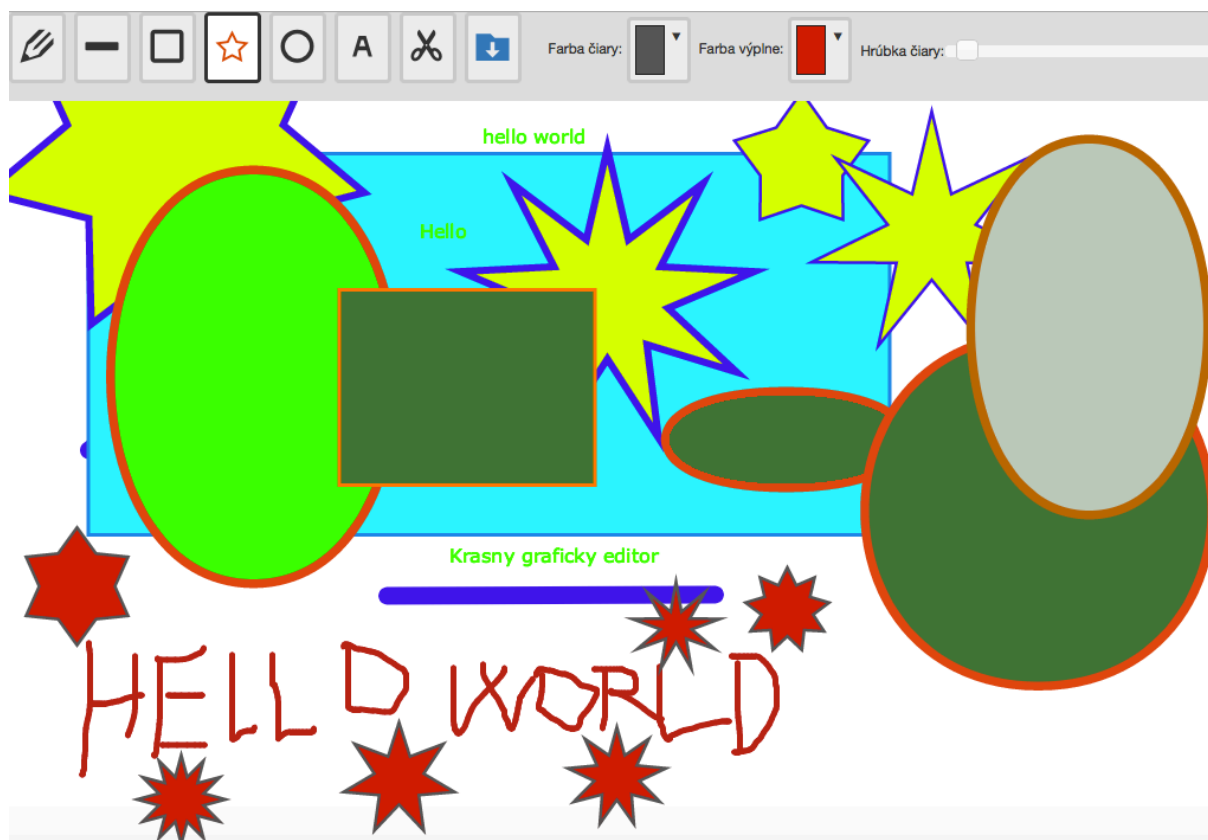 A Farba čiary: Farba výplne: Hrúbka čiary:
hello world
Hello
Krasny graficky editor
HELLO WORLD